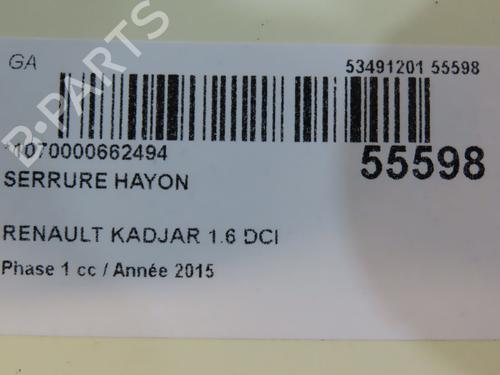 GA
53491201 55598
*1070000662494
55598
SERRURE HAYON
RENAULT KADJAR 1.6 DCI
Phase 1 cc / Année 2015
B-PARTS